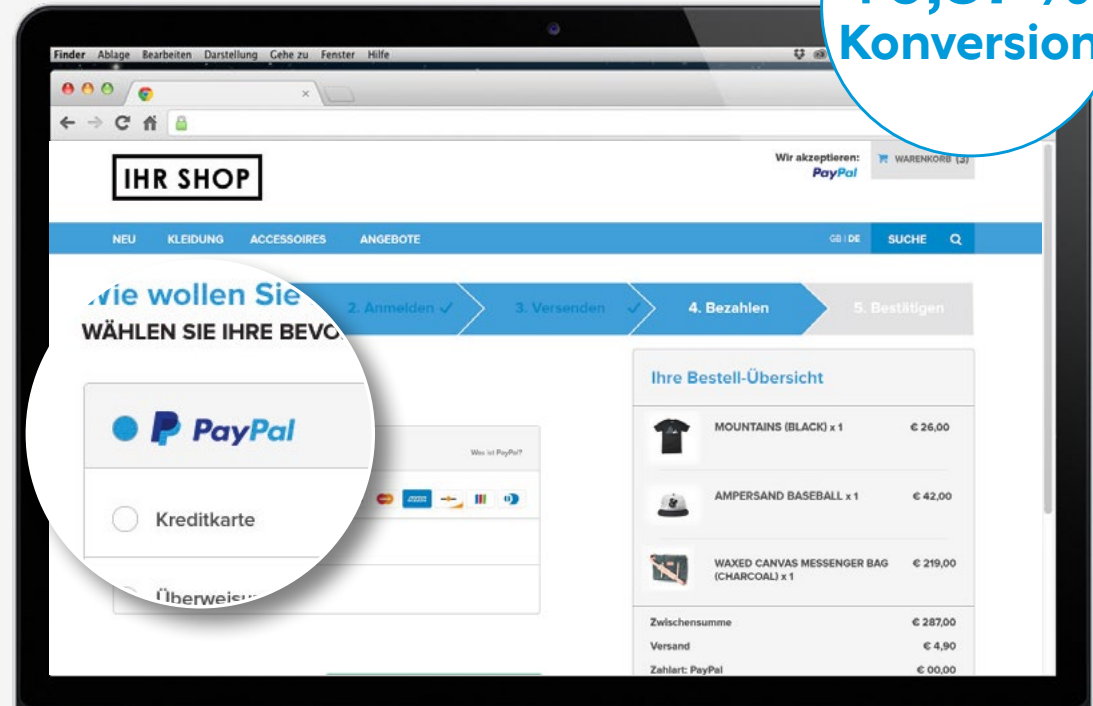 Konversion
Finder Ablage Bearbeiten Darstellung Gehe zu Fenster Hilfe
IHR SHOP
Wir akzeptieren:
PayPal
WARENKORB (3)
NEU KLEIDUNG ACCESSOIRES ANGEBOTE
GB | DE SUCHE
Wie wollen Sie
WÄHLEN SIE IHRE BEVO
2. Anmelden ✓ 3. Versenden ✓ 4. Bezahlen 5. Bestätigen
PayPal
Was ist PayPal?
Kreditkarte
Ihre Bestell-Übersicht
MOUNTAINS (BLACK) x 1 € 26,00
AMPERSAND BASEBALL x 1 € 42,00
WAXED CANVAS MESSENGER BAG € 219,00
(CHARCOAL) x 1
Zwischensumme € 287,00
Versand € 4,90
Zahlart: PayPal € 00,00